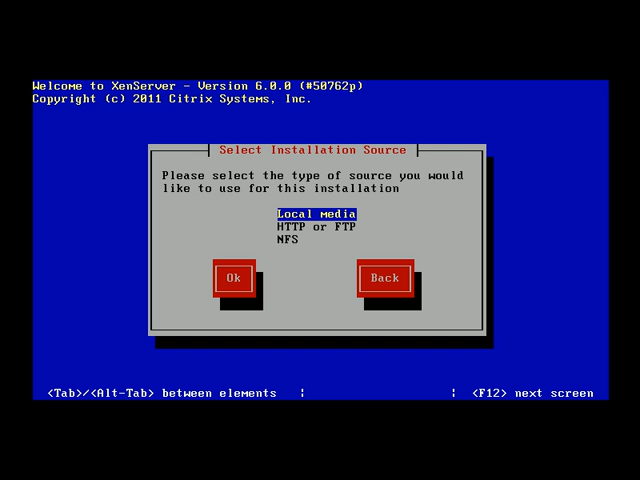 Welcome to XenServer - Version 6.0.0 (#50762p)
Copyright (c) 2011 Citrix Systems, Inc.
Select Installation Source
Please select the type of source you would
like to use for this installation
Local media
HTTP or FTP
NFS
Ok Back
<Tab>/<Alt-Tab> between elements | | <F12> next screen